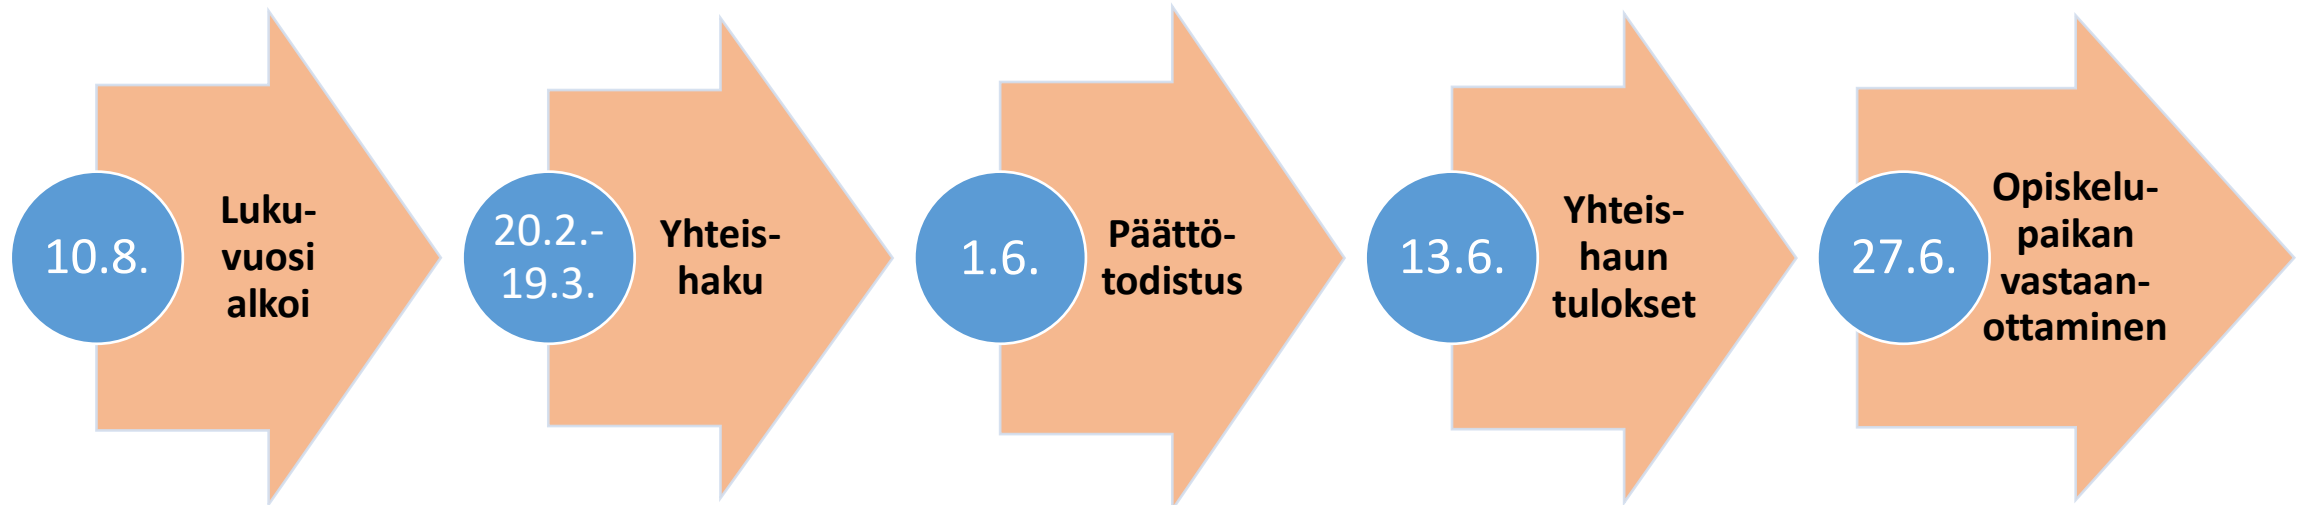 10.8.
Luku-
vuosi
alkoi
20.2.-
19.3.
Yhteis-
haku
1.6.
Päättö-
todistus
13.6.
Yhteis-
haun
tulokset
27.6.
Opiskelu-
paikan
vastaan-
ottaminen